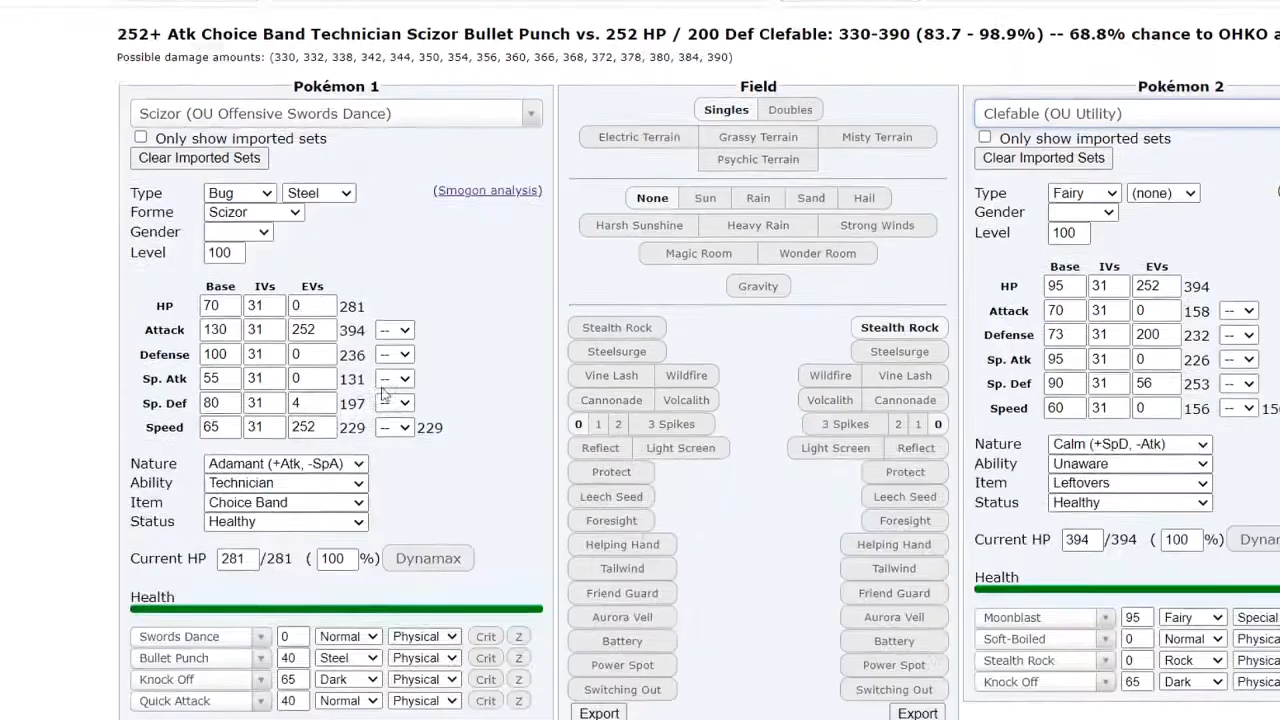 252+ Atk Choice Band Technician Scizor Bullet Punch vs. 252 HP / 200 Def Clefable: 330-390 (83.7 - 98.9%) -- 68.8% chance to OHKO a
Possible damage amounts: (330, 332, 338, 342, 344, 350, 354, 356, 360, 366, 368, 372, 378, 380, 384, 390)
Pokémon 1
Scizor (OU Offensive Swords Dance)
Only show imported sets
Clear Imported Sets
Type Bug Steel (Smogon analysis)
Forme Scizor
Gender
Level 100
Base IVs EVs
HP 70 31 0 281
Attack 130 31 252 394 --
Defense 100 31 0 236 --
Sp. Atk 55 31 0 131 --
Sp. Def 80 31 4 197 --
Speed 65 31 252 229 -- 229
Nature Adamant (+Atk, -SpA)
Ability Technician
Item Choice Band
Status Healthy
Current HP 281 /281 ( 100 %) Dynamax
Health
Swords Dance 0 Normal Physical Crit Z
Bullet Punch 40 Steel Physical Crit Z
Knock Off 65 Dark Physical Crit Z
Quick Attack 40 Normal Physical Crit Z
Field
Singles Doubles
Electric Terrain Grassy Terrain Misty Terrain
Psychic Terrain
None Sun Rain Sand Hail
Harsh Sunshine Heavy Rain Strong Winds
Magic Room Wonder Room
Gravity
Stealth Rock Stealth Rock
Steelsurge Steelsurge
Vine Lash Wildfire Wildfire Vine Lash
Cannonade Volcalith Volcalith Cannonade
0 1 2 3 Spikes 3 Spikes 2 1 0
Reflect Light Screen Light Screen Reflect
Protect Protect
Leech Seed Leech Seed
Foresight Foresight
Helping Hand Helping Hand
Tailwind Tailwind
Friend Guard Friend Guard
Aurora Veil Aurora Veil
Battery Battery
Power Spot Power Spot
Switching Out Switching Out
Export Export
Pokémon 2
Clefable (OU Utility)
Only show imported sets
Clear Imported Sets
Type Fairy (none)
Gender
Level 100
Base IVs EVs
HP 95 31 252 394
Attack 70 31 0 158 --
Defense 73 31 200 232 --
Sp. Atk 95 31 0 226 --
Sp. Def 90 31 56 253 --
Speed 60 31 0 156 --
Nature Calm (+SpD, -Atk)
Ability Unaware
Item Leftovers
Status Healthy
Current HP 394 /394 ( 100 %) Dynam
Health
Moonblast 95 Fairy Special
Soft-Boiled 0 Normal Physica
Stealth Rock 0 Rock Physica
Knock Off 65 Dark Physica